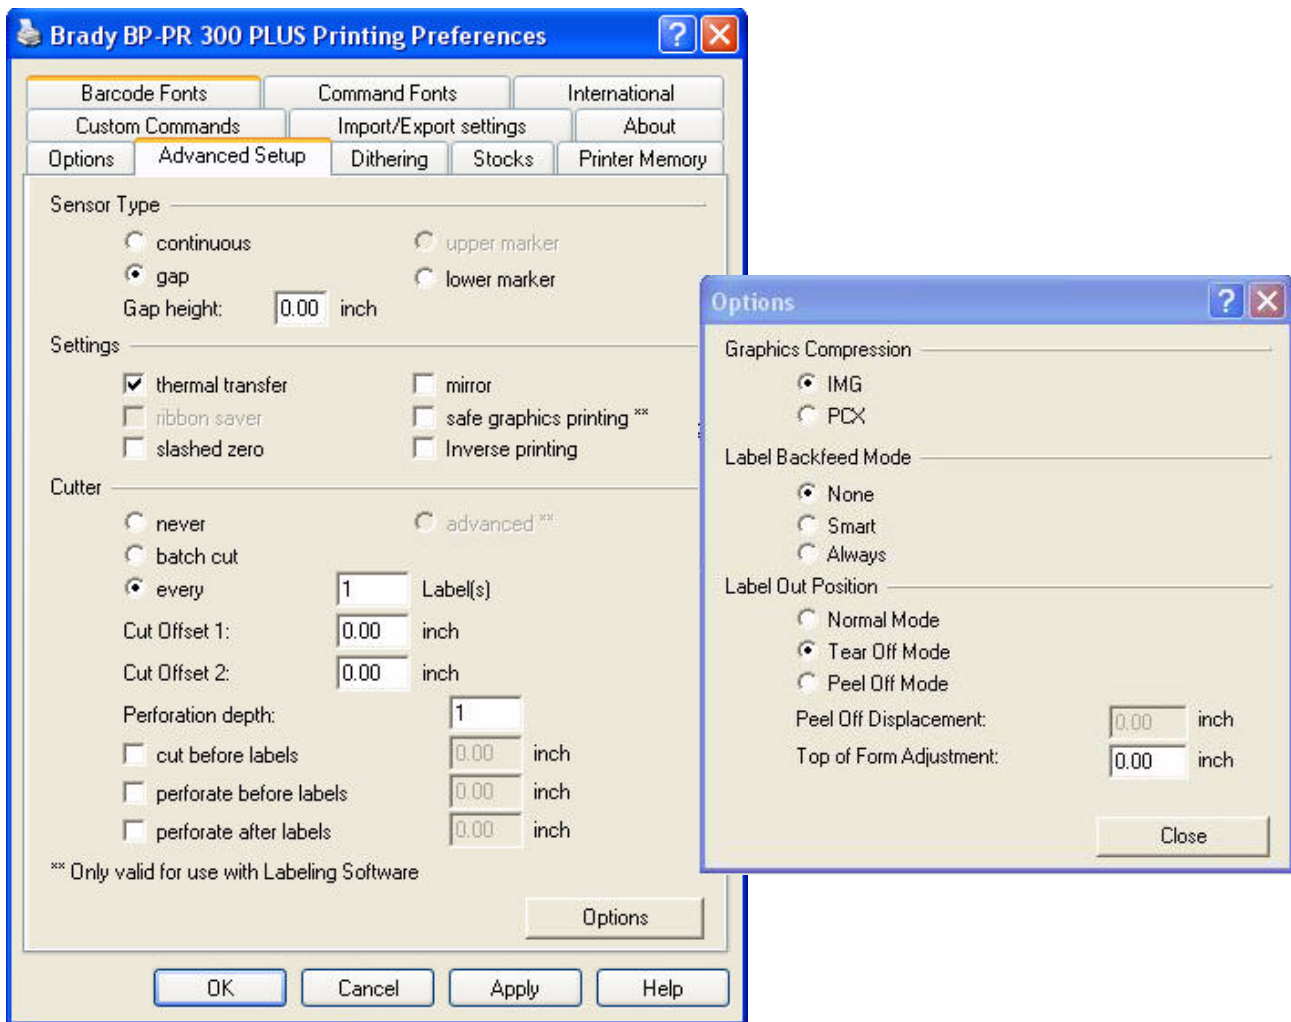 Brady BP-PR 300 PLUS Printing Preferences
Barcode Fonts Command Fonts International
Custom Commands Import/Export settings About
Options Advanced Setup Dithering Stocks Printer Memory
Sensor Type
continuous upper marker
gap lower marker
Gap height: 0.00 inch
Settings
thermal transfer mirror
ribbon saver safe graphics printing **
slashed zero Inverse printing
Cutter
never advanced **
batch cut
every 1 Label(s)
Cut Offset 1: 0.00 inch
Cut Offset 2: 0.00 inch
Perforation depth: 1
cut before labels 0.00 inch
perforate before labels 0.00 inch
perforate after labels 0.00 inch
** Only valid for use with Labeling Software
Options
OK Cancel Apply Help
Options
Graphics Compression
IMG
PCX
Label Backfeed Mode
None
Smart
Always
Label Out Position
Normal Mode
Tear Off Mode
Peel Off Mode
Peel Off Displacement: 0.00 inch
Top of Form Adjustment: 0.00 inch
Close